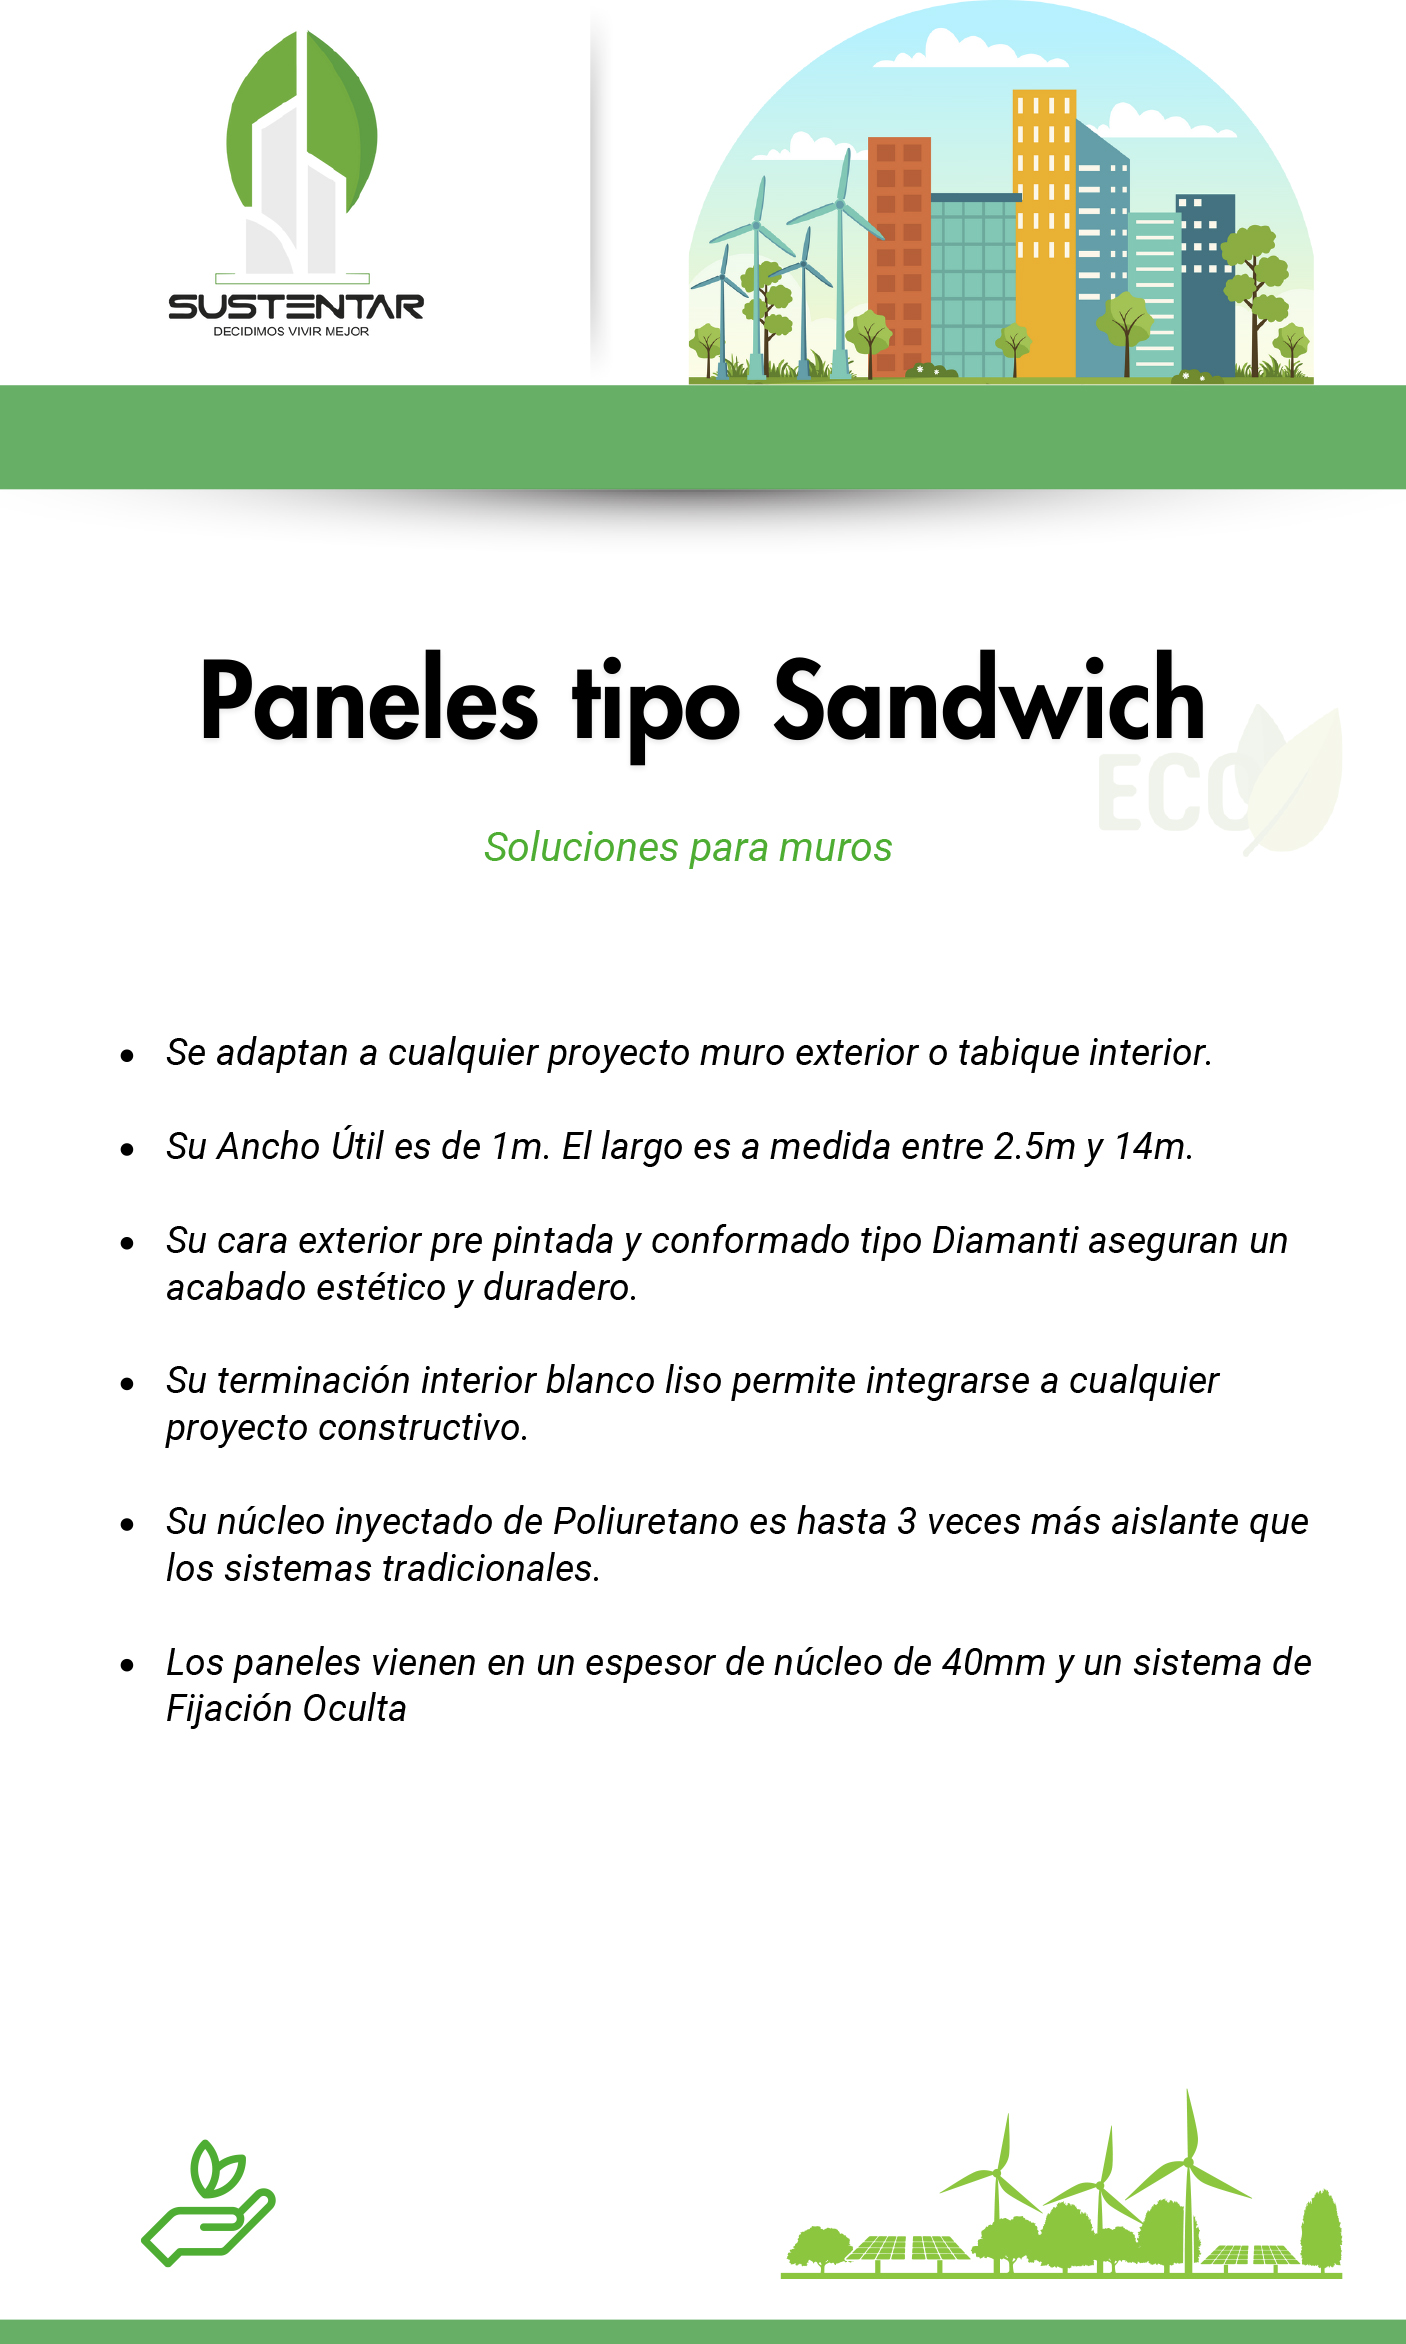 SUSTENTAR
DECIDIMOS VIVIR MEJOR
Paneles tipo Sandwich
ECO
Soluciones para muros
• Se adaptan a cualquier proyecto muro exterior o tabique interior.
• Su Ancho Útil es de 1m. El largo es a medida entre 2.5m y 14m.
• Su cara exterior pre pintada y conformado tipo Diamanti aseguran un
acabado estético y duradero.
• Su terminación interior blanco liso permite integrarse a cualquier
proyecto constructivo.
• Su núcleo inyectado de Poliuretano es hasta 3 veces más aislante que
los sistemas tradicionales.
• Los paneles vienen en un espesor de núcleo de 40mm y un sistema de
Fijación Oculta